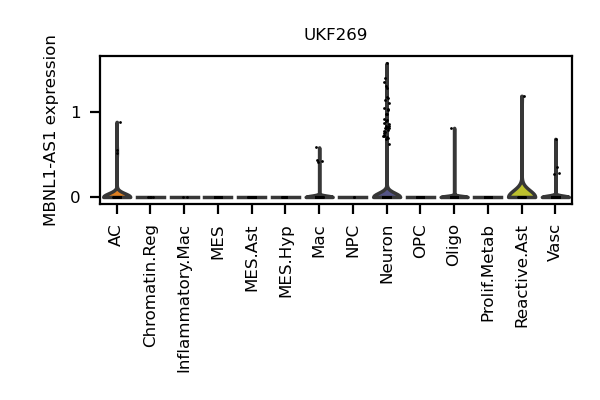 UKF269
MBNL1-AS1 expression
1
0
AC
Chromatin.Reg
Inflammatory.Mac
MES
MES.Ast
MES.Hyp
Mac
NPC
Neuron
OPC
Oligo
Prolif.Metab
Reactive.Ast
Vasc